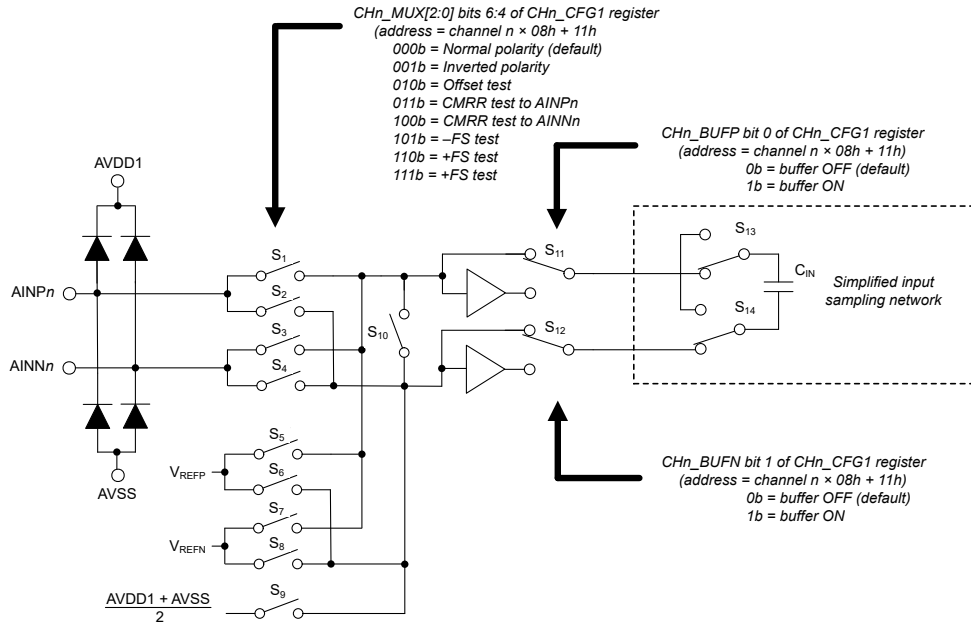 CHn_MUX[2:0] bits 6:4 of CHn_CFG1 register
(address = channel n × 08h + 11h
000b = Normal polarity (default)
001b = Inverted polarity
010b = Offset test
011b = CMRR test to AINPn
100b = CMRR test to AINNn
101b = –FS test
110b = +FS test
111b = +FS test
CHn_BUFP bit 0 of CHn_CFG1 register
(address = channel n × 08h + 11h)
0b = buffer OFF (default)
1b = buffer ON
AVDD1
S1
S11
S13
AINPn
S2
CIN
Simplified input
sampling network
S3
S10
S12
S14
AINNn
S4
S5
VREFP
S6
AVSS
S7
VREFN
S8
CHn_BUFN bit 1 of CHn_CFG1 register
(address = channel n × 08h + 11h)
0b = buffer OFF (default)
1b = buffer ON
AVDD1 + AVSS
2
S9